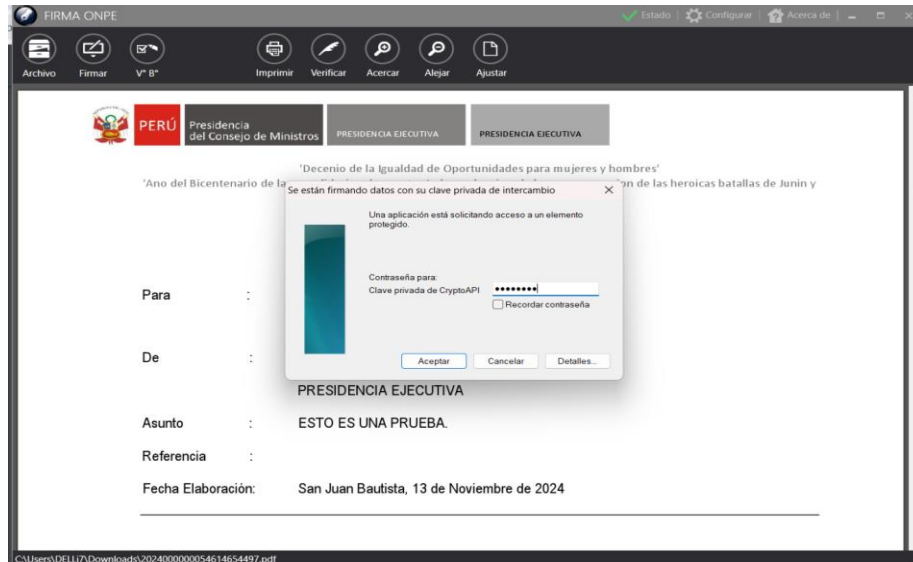 FIRMA ONPE
Estado | Configurar | Acerca de
Archivo Firmar V° B° Imprimir Verificar Acercar Alejar Ajustar
PERÚ Presidencia
del Consejo de Ministros PRESIDENCIA EJECUTIVA PRESIDENCIA EJECUTIVA
'Decenio de la Igualdad de Oportunidades para mujeres y hombres'
'Ano del Bicentenario de la on de las heroicas batallas de Junin y
Se están firmando datos con su clave privada de intercambio
Una aplicación está solicitando acceso a un elemento
protegido.
Contraseña para:
Clave privada de CryptoAPI ••••••••
Recordar contraseña
Aceptar Cancelar Detalles...
Para :
De :
PRESIDENCIA EJECUTIVA
Asunto : ESTO ES UNA PRUEBA.
Referencia :
Fecha Elaboración: San Juan Bautista, 13 de Noviembre de 2024
C:\Users\DELLi7\Downloads\2024000000054614654497.pdf